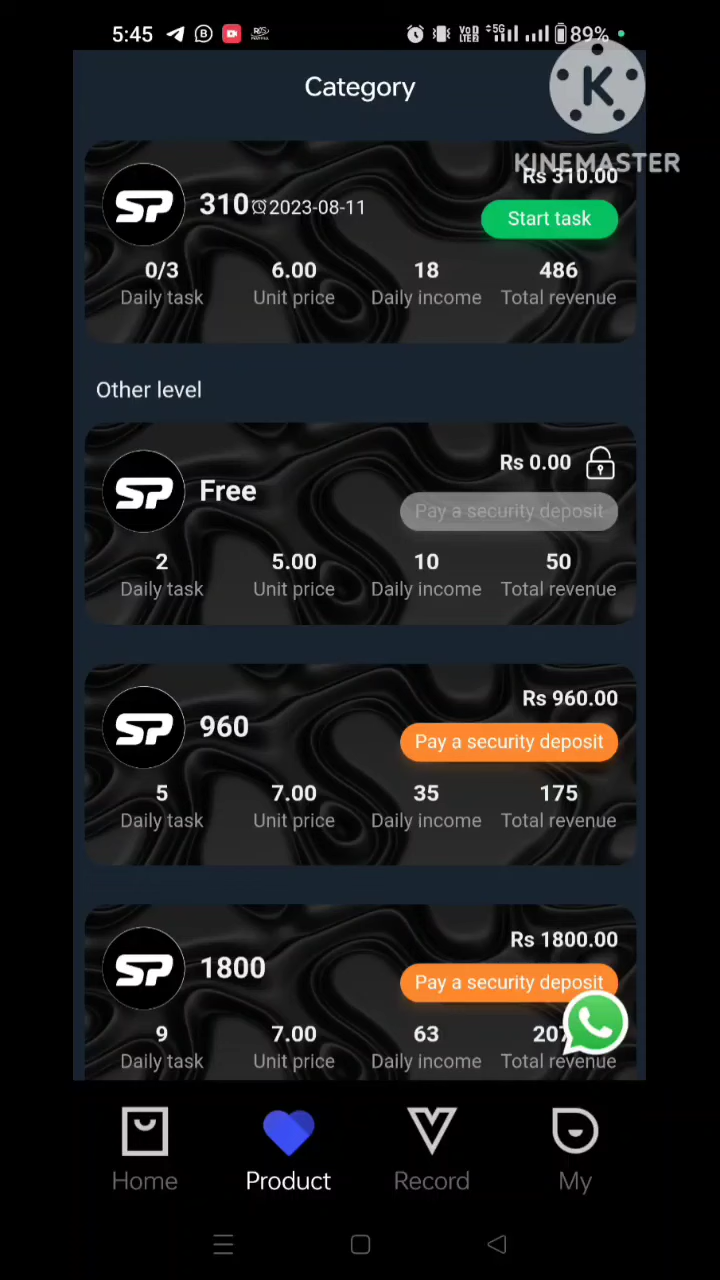 5:45
89%
Category
KINEMASTER
Rs 310.00
SP
310 2023-08-11
Start task
0/3 6.00 18 486
Daily task Unit price Daily income Total revenue
Other level
Rs 0.00
SP
Free
Pay a security deposit
2 5.00 10 50
Daily task Unit price Daily income Total revenue
Rs 960.00
SP
960
Pay a security deposit
5 7.00 35 175
Daily task Unit price Daily income Total revenue
Rs 1800.00
SP
1800
Pay a security deposit
9 7.00 63
Daily task Unit price Daily income Total revenue
Home Product Record My